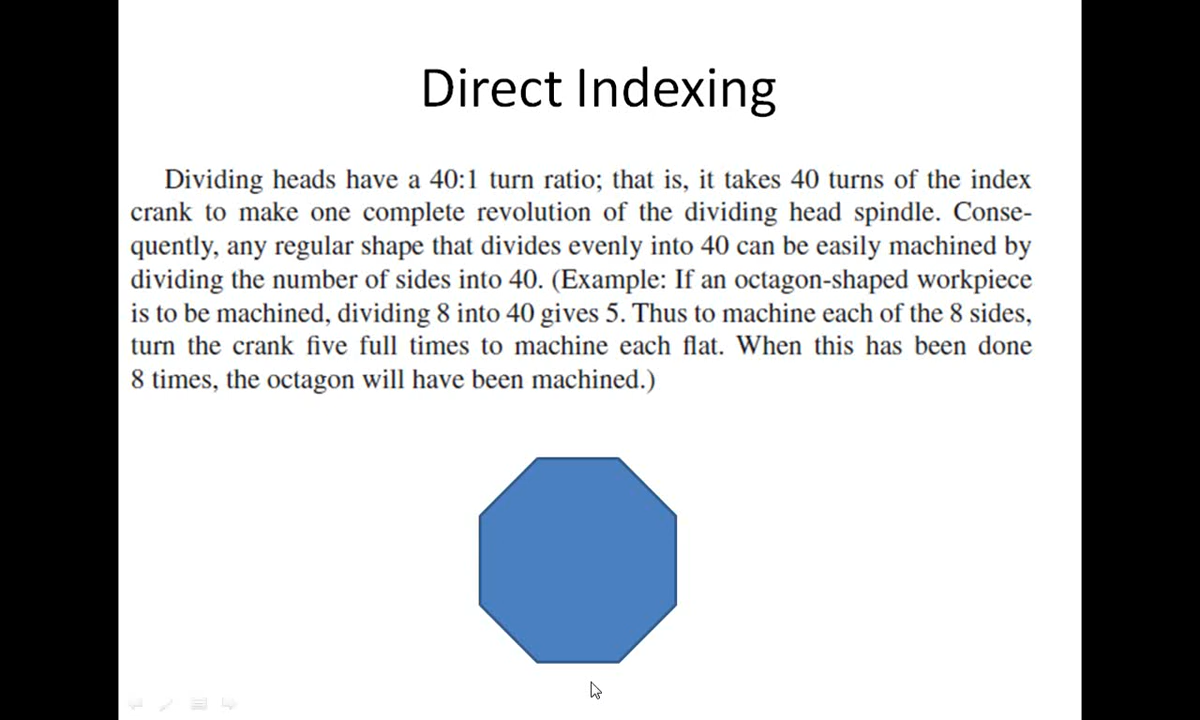 Direct Indexing
Dividing heads have a 40:1 turn ratio; that is, it takes 40 turns of the index
crank to make one complete revolution of the dividing head spindle. Conse-
quently, any regular shape that divides evenly into 40 can be easily machined by
dividing the number of sides into 40. (Example: If an octagon-shaped workpiece
is to be machined, dividing 8 into 40 gives 5. Thus to machine each of the 8 sides,
turn the crank five full times to machine each flat. When this has been done
8 times, the octagon will have been machined.)